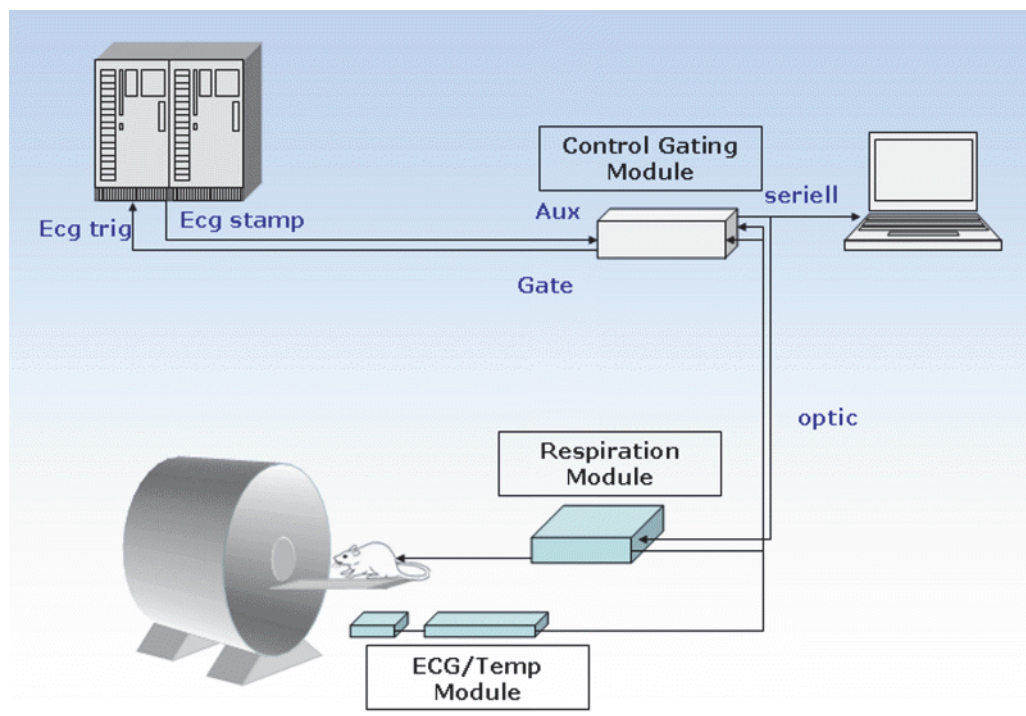 Control Gating
Module
seriell
Aux
Ecg stamp
Ecg trig
Gate
optic
Respiration
Module
ECG/Temp
Module